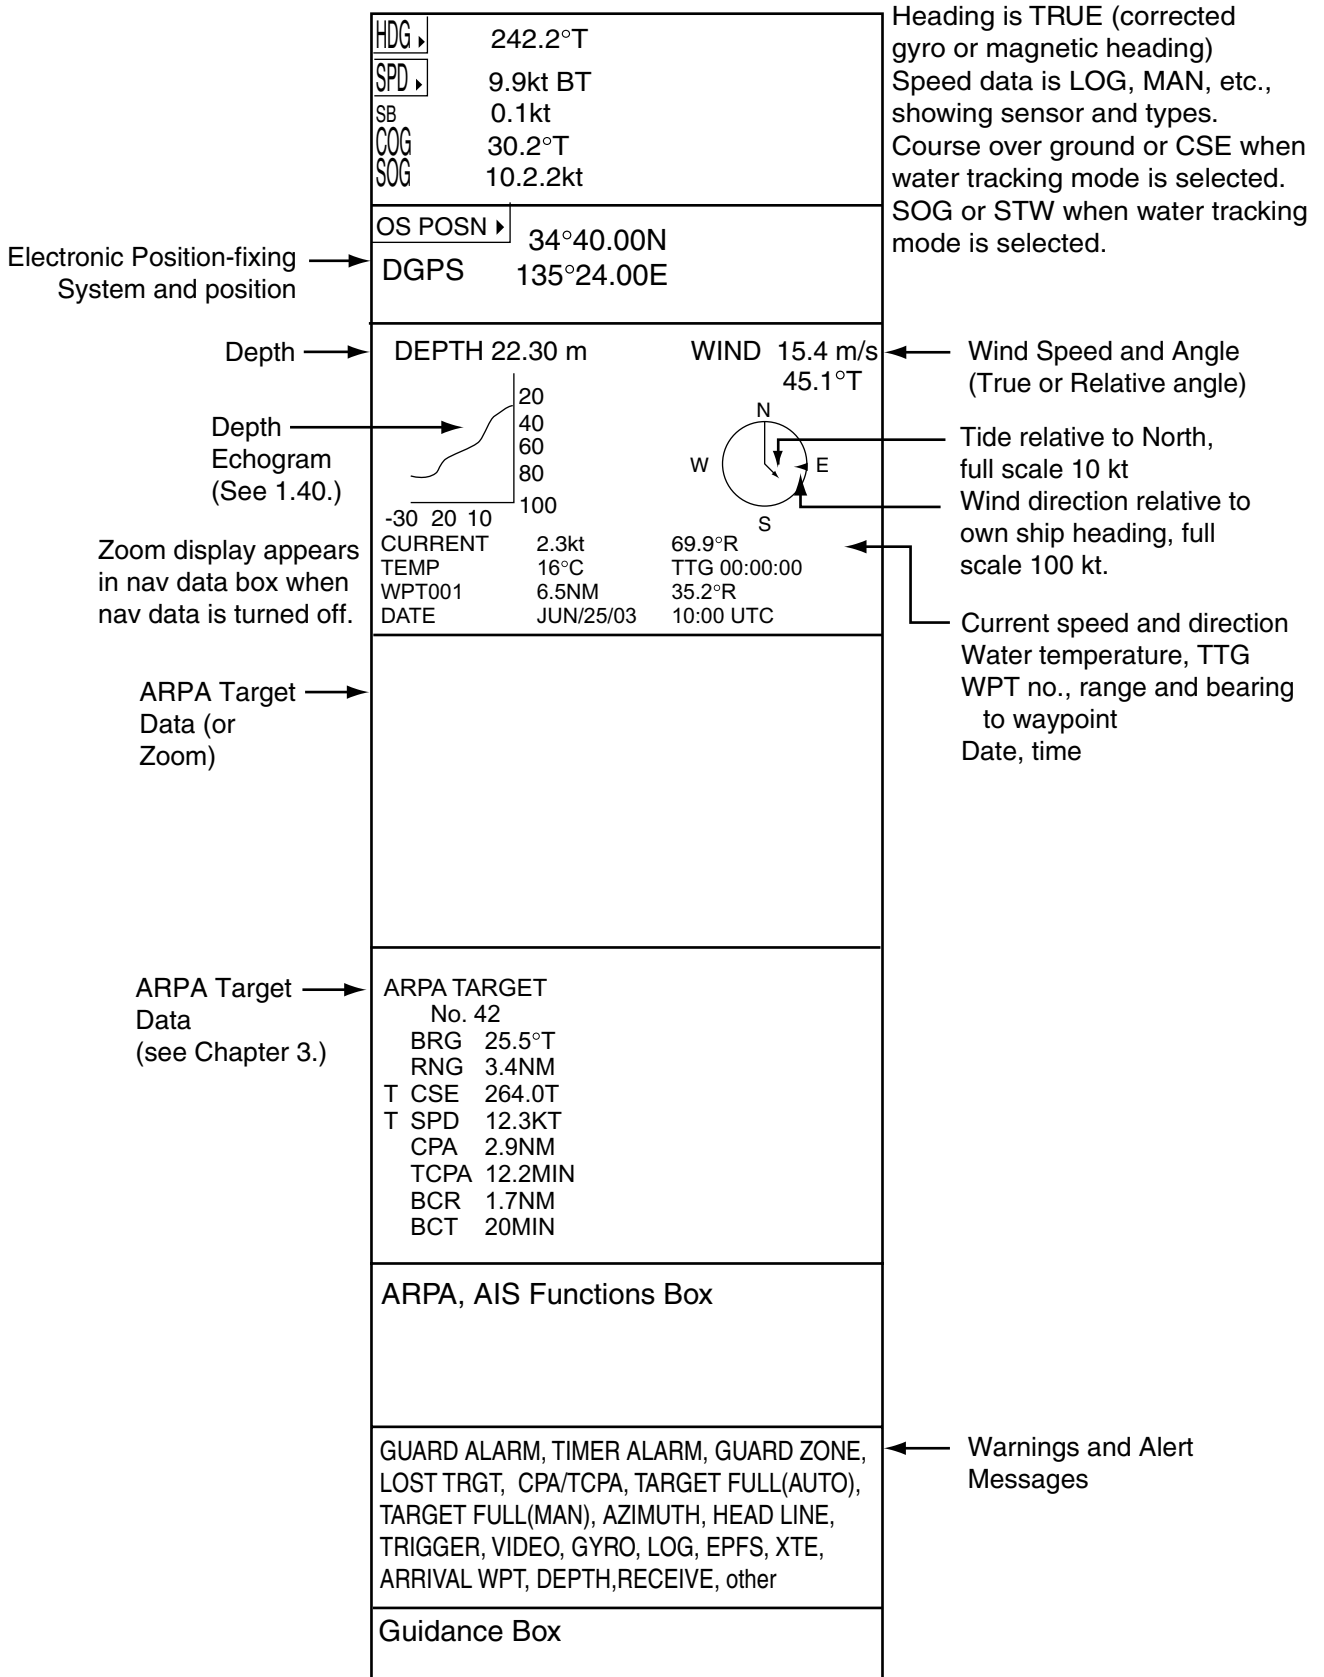 HDG ▸ 242.2°T
SPD ▸ 9.9kt BT
SB 0.1kt
COG 30.2°T
SOG 10.2.2kt
Heading is TRUE (corrected
gyro or magnetic heading)
Speed data is LOG, MAN, etc.,
showing sensor and types.
Course over ground or CSE when
water tracking mode is selected.
SOG or STW when water tracking
mode is selected.
Electronic Position-fixing
System and position
OS POSN ▸ 34°40.00N
DGPS 135°24.00E
Depth
DEPTH 22.30 m
WIND 15.4 m/s
45.1°T
Wind Speed and Angle
(True or Relative angle)
Depth
Echogram
(See 1.40.)
20
40
60
80
100
-30 20 10
N
W E
S
Tide relative to North,
full scale 10 kt
Wind direction relative to
own ship heading, full
scale 100 kt.
Zoom display appears
in nav data box when
nav data is turned off.
CURRENT 2.3kt 69.9°R
TEMP 16°C TTG 00:00:00
WPT001 6.5NM 35.2°R
DATE JUN/25/03 10:00 UTC
Current speed and direction
Water temperature, TTG
WPT no., range and bearing
to waypoint
Date, time
ARPA Target
Data (or
Zoom)
ARPA Target
Data
(see Chapter 3.)
ARPA TARGET
No. 42
BRG 25.5°T
RNG 3.4NM
T CSE 264.0T
T SPD 12.3KT
CPA 2.9NM
TCPA 12.2MIN
BCR 1.7NM
BCT 20MIN
ARPA, AIS Functions Box
GUARD ALARM, TIMER ALARM, GUARD ZONE,
LOST TRGT, CPA/TCPA, TARGET FULL(AUTO),
TARGET FULL(MAN), AZIMUTH, HEAD LINE,
TRIGGER, VIDEO, GYRO, LOG, EPFS, XTE,
ARRIVAL WPT, DEPTH,RECEIVE, other
Warnings and Alert
Messages
Guidance Box